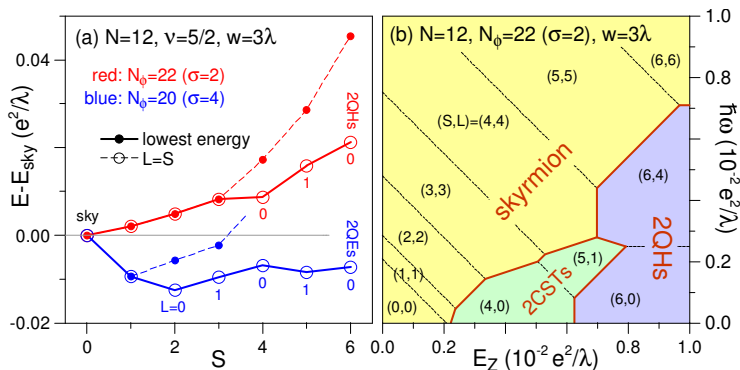 (a) N=12, ν=5/2, w=3λ
red: Nϕ=22 (σ=2)
blue: Nϕ=20 (σ=4)
lowest energy
L=S
sky
2QHs
0
1
0
2QEs
L=0
1
0
1
0
0.04
0.00
-0.02
E-Esky (e²/λ)
0
2
4
6
S
(b) N=12, Nϕ=22 (σ=2), w=3λ
(6,6)
(5,5)
(S,L)=(4,4)
(3,3)
(2,2)
(1,1)
(0,0)
skyrmion
(6,4)
2QHs
(5,1)
2CSTs
(4,0)
(6,0)
0.0
0.2
0.4
0.6
0.8
1.0
EZ (10⁻² e²/λ)
1.0
0.8
0.6
0.4
0.2
0.0
ħω (10⁻² e²/λ)